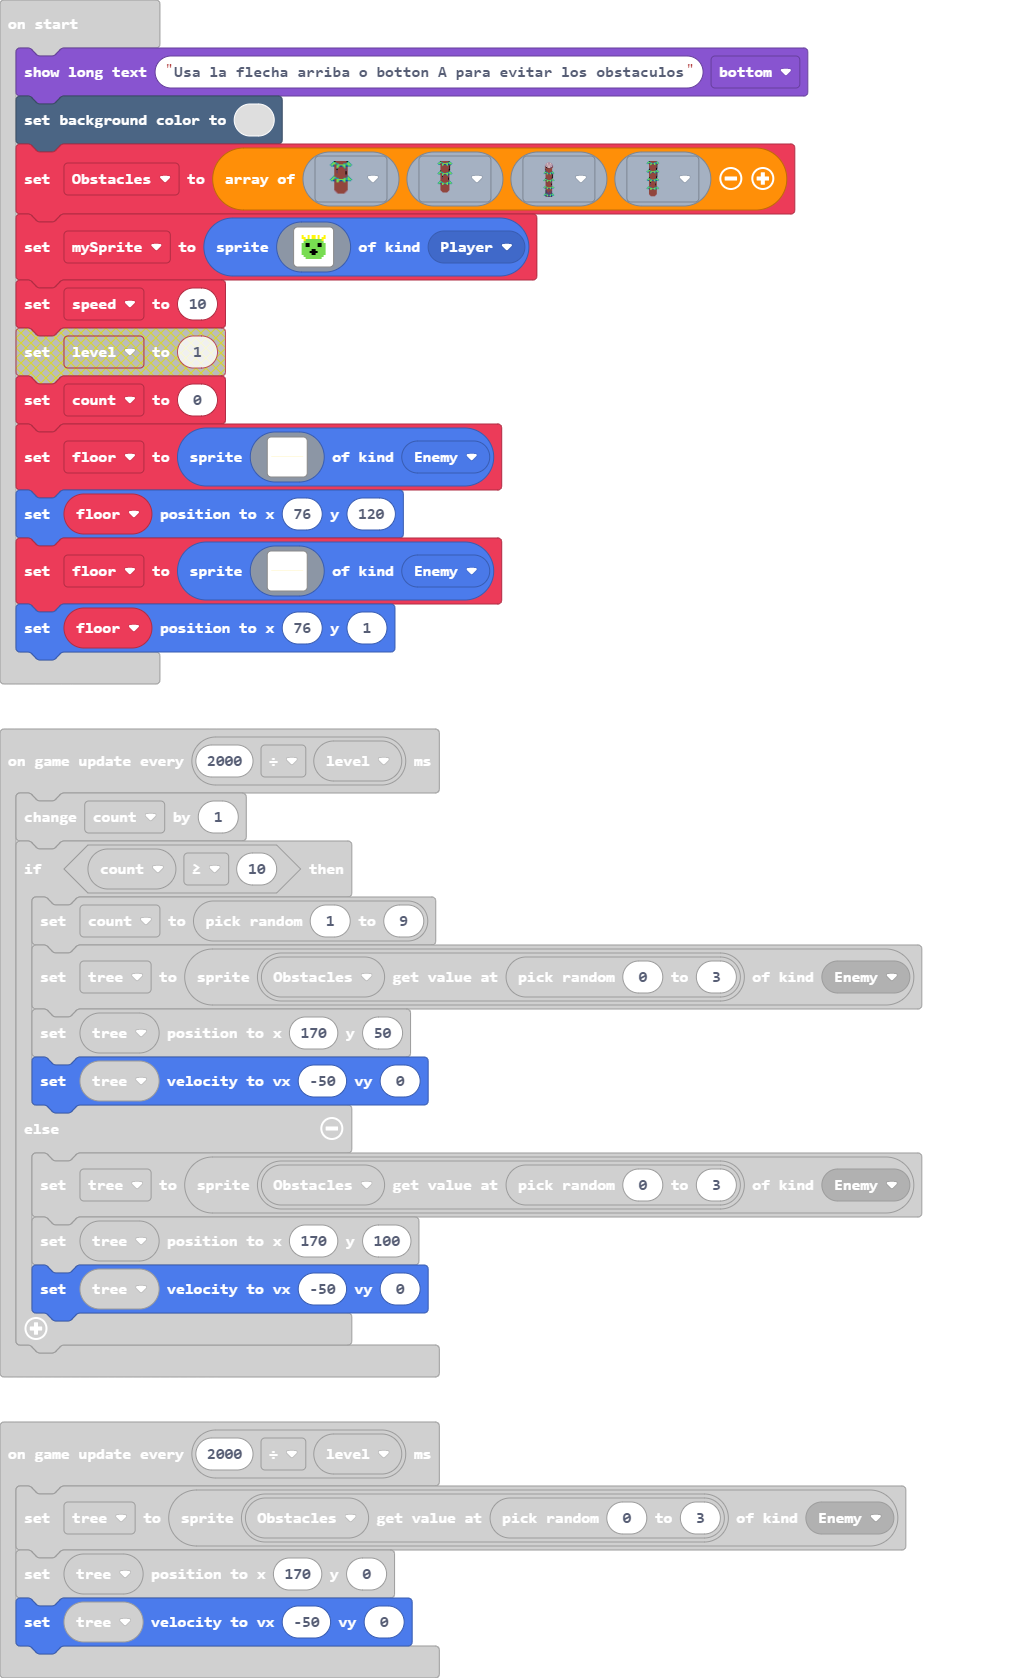 on start
show long text "Usa la flecha arriba o botton A para evitar los obstaculos" bottom
set background color to
set Obstacles to array of
set mySprite to sprite of kind Player
set speed to 10
set level to 1
set count to 0
set floor to sprite of kind Enemy
set floor position to x 76 y 120
set floor to sprite of kind Enemy
set floor position to x 76 y 1
on game update every 2000 ÷ level ms
change count by 1
if count ≥ 10 then
set count to pick random 1 to 9
set tree to sprite Obstacles get value at pick random 0 to 3 of kind Enemy
set tree position to x 170 y 50
set tree velocity to vx -50 vy 0
else
set tree to sprite Obstacles get value at pick random 0 to 3 of kind Enemy
set tree position to x 170 y 100
set tree velocity to vx -50 vy 0
on game update every 2000 ÷ level ms
set tree to sprite Obstacles get value at pick random 0 to 3 of kind Enemy
set tree position to x 170 y 0
set tree velocity to vx -50 vy 0